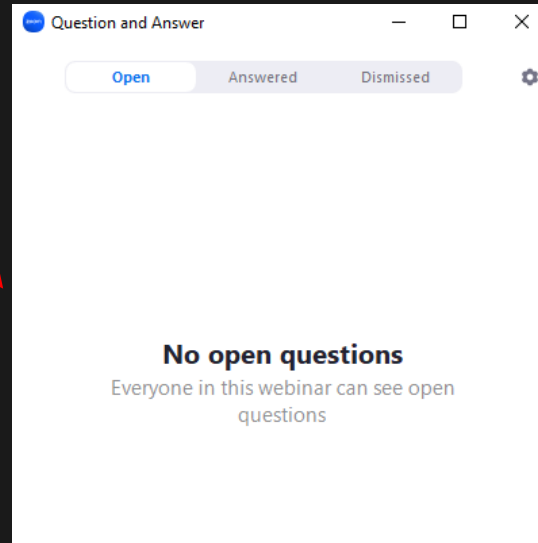 Question and Answer
Open Answered Dismissed
No open questions
Everyone in this webinar can see open
questions